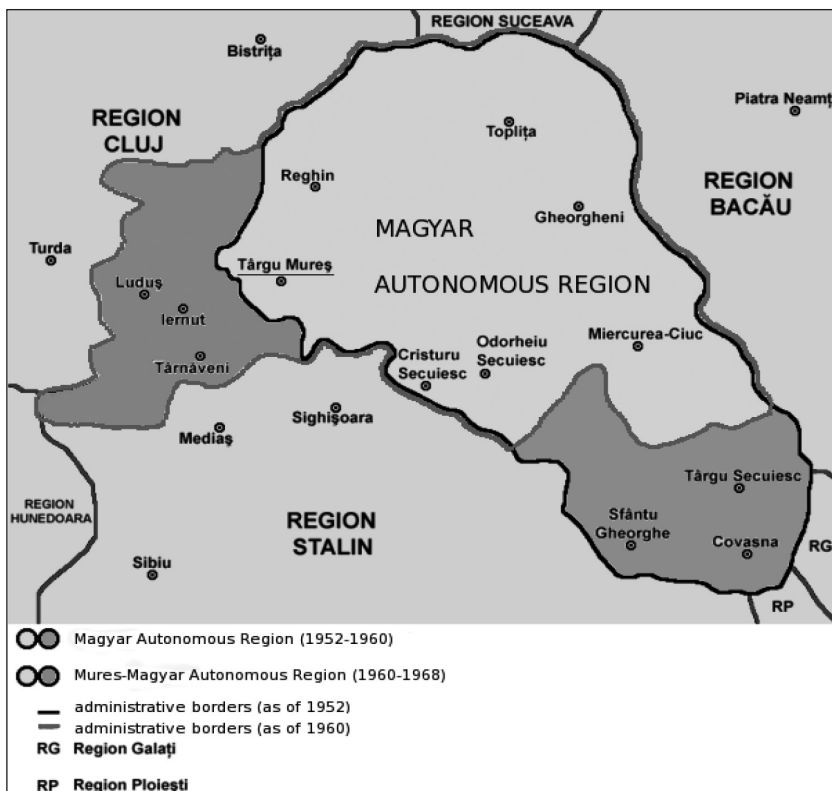 REGION SUCEAVA
Bistrița
Piatra Neamț
REGION
CLUJ
Toplița
Reghin
REGION
BACĂU
Gheorgheni
MAGYAR
Turda
Târgu Mureș
AUTONOMOUS REGION
Luduș
Iernut
Miercurea-Ciuc
Odorheiu
Secuiesc
Cristuru
Secuiesc
Târnăveni
Sighișoara
Mediaș
Târgu Secuiesc
REGION
HUNEDOARA
REGION
STALIN
Sfântu
Gheorghe
Covasna
RG
Sibiu
RP
Magyar Autonomous Region (1952-1960)
Mures-Magyar Autonomous Region (1960-1968)
administrative borders (as of 1952)
administrative borders (as of 1960)
RG Region Galați
RP Region Ploiești